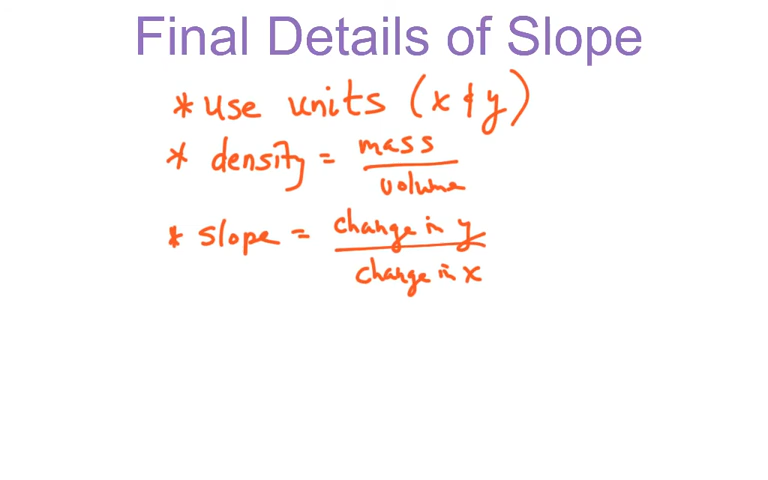 Final Details of Slope
* use units (x & y)
* density = mass / volume
* slope = change in y / change in x